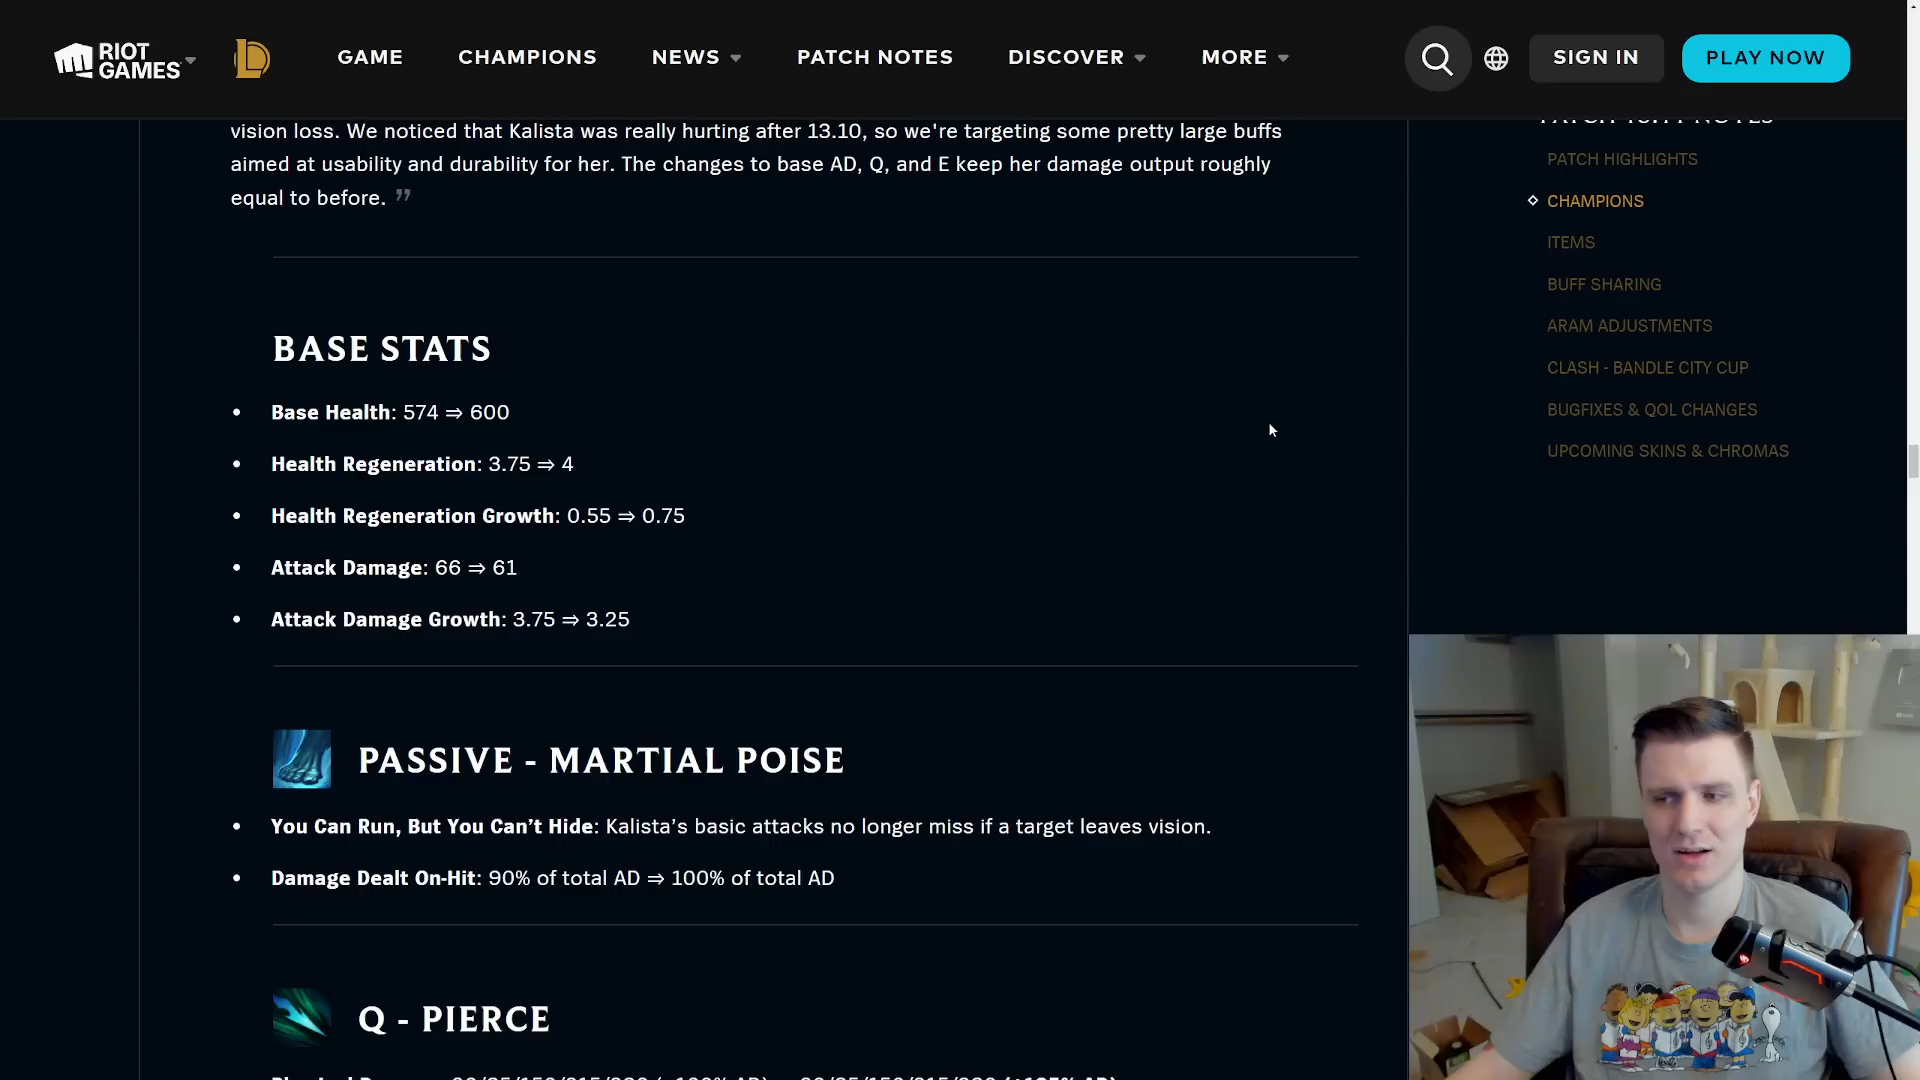 RIOT
GAMES
GAME
CHAMPIONS
NEWS
PATCH NOTES
DISCOVER
MORE
SIGN IN
PLAY NOW
vision loss. We noticed that Kalista was really hurting after 13.10, so we're targeting some pretty large buffs
aimed at usability and durability for her. The changes to base AD, Q, and E keep her damage output roughly
equal to before. ”
BASE STATS
• Base Health: 574 ⇒ 600
• Health Regeneration: 3.75 ⇒ 4
• Health Regeneration Growth: 0.55 ⇒ 0.75
• Attack Damage: 66 ⇒ 61
• Attack Damage Growth: 3.75 ⇒ 3.25
PASSIVE - MARTIAL POISE
• You Can Run, But You Can’t Hide: Kalista’s basic attacks no longer miss if a target leaves vision.
• Damage Dealt On-Hit: 90% of total AD ⇒ 100% of total AD
Q - PIERCE
PATCH HIGHLIGHTS
CHAMPIONS
ITEMS
BUFF SHARING
ARAM ADJUSTMENTS
CLASH - BANDLE CITY CUP
BUGFIXES & QOL CHANGES
UPCOMING SKINS & CHROMAS